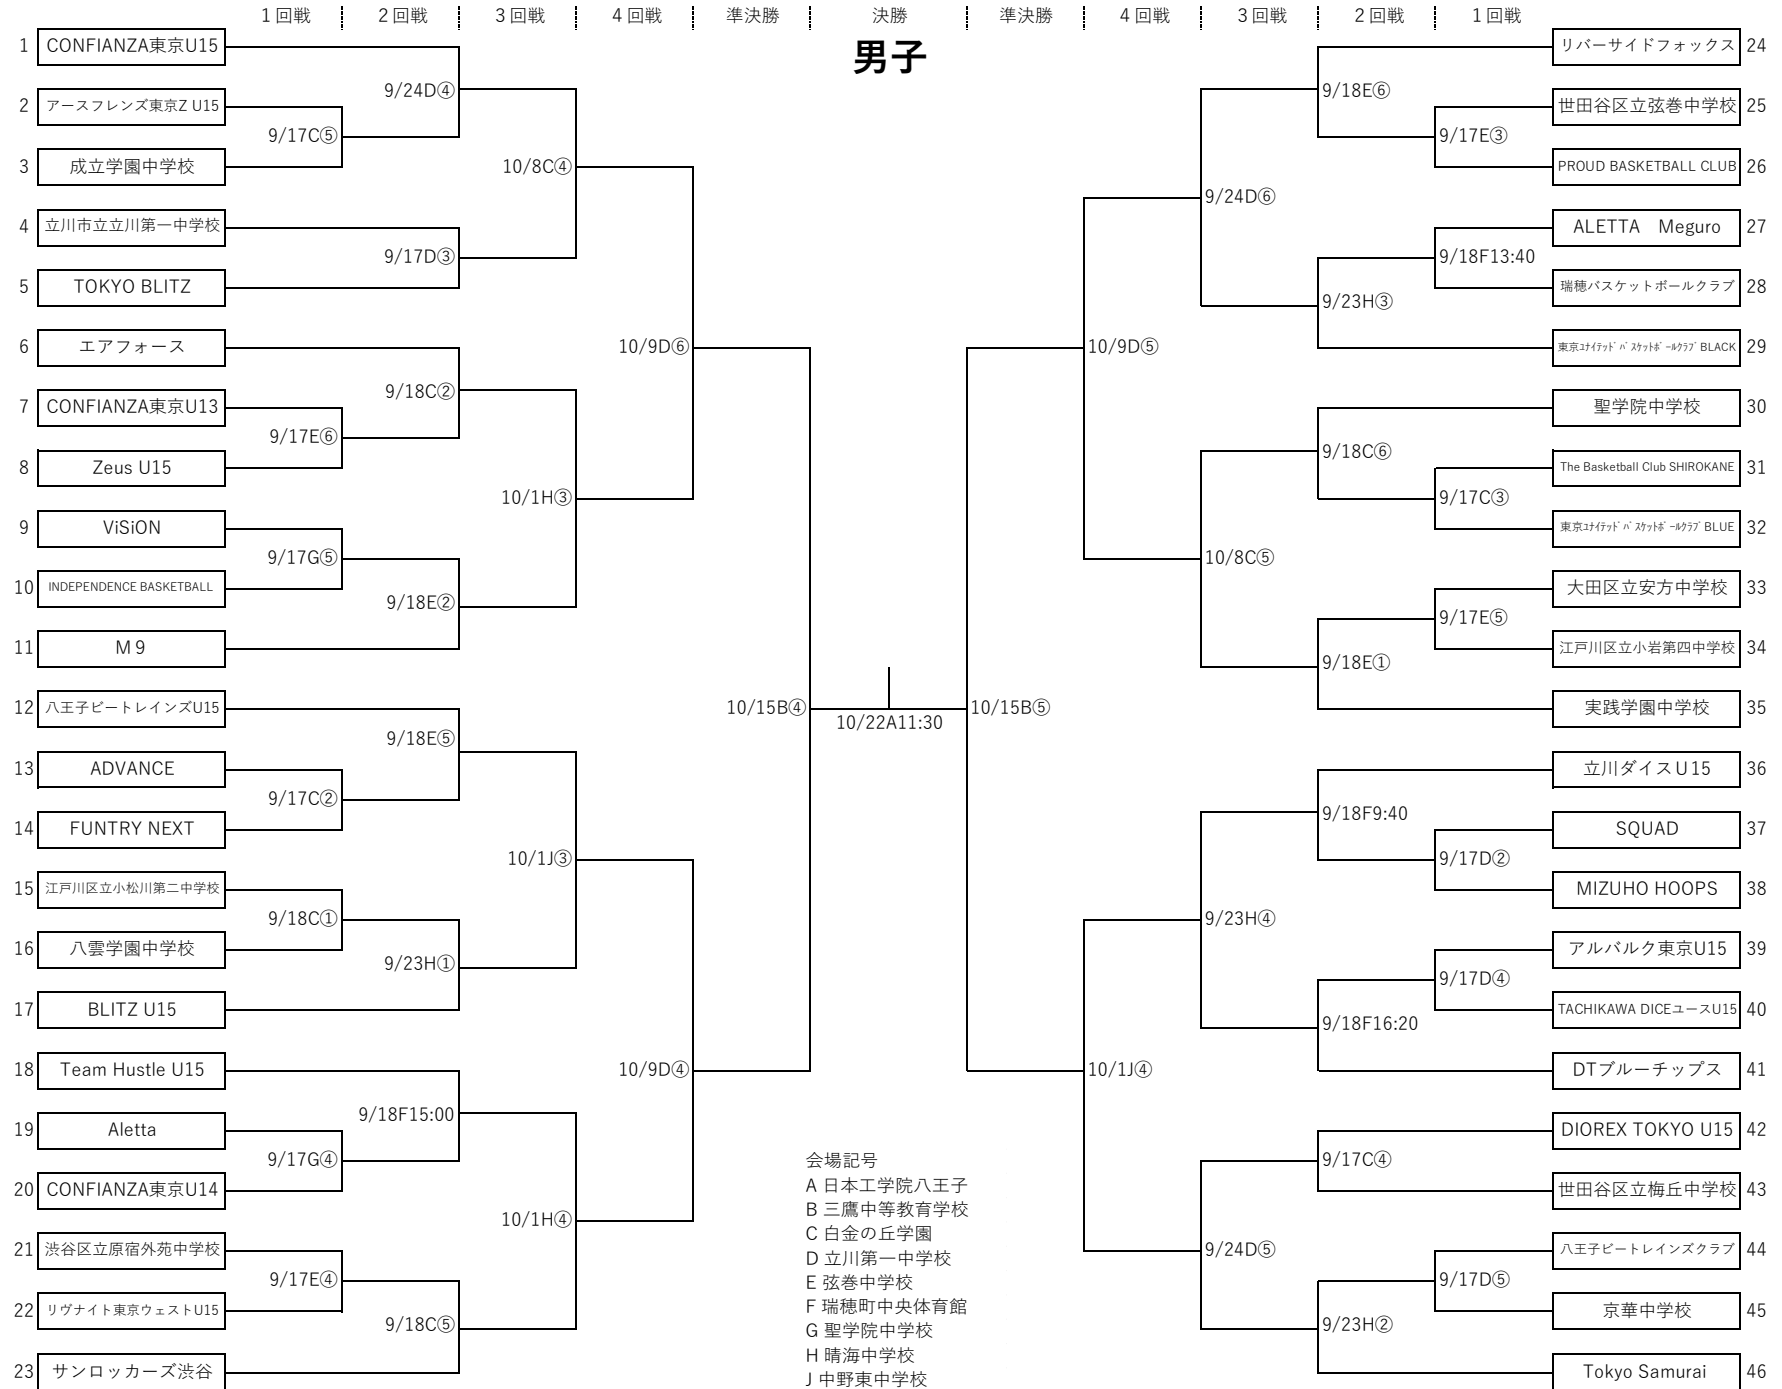 1回戦 2回戦 3回戦 4回戦 準決勝 決勝 準決勝 4回戦 3回戦 2回戦 1回戦
男子
1 CONFIANZA東京U15
9/24D④
2 アースフレンズ東京Z U15
9/17C⑤
3 成立学園中学校
10/8C④
4 立川市立立川第一中学校
9/17D③
5 TOKYO BLITZ
10/9D⑥
6 エアフォース
9/18C②
7 CONFIANZA東京U13
9/17E⑥
8 Zeus U15
10/1H③
9 ViSiON
9/17G⑤
10 INDEPENDENCE BASKETBALL
9/18E②
11 M９
10/15B④
12 八王子ビートレインズU15
9/18E⑤
13 ADVANCE
9/17C②
14 FUNTRY NEXT
10/1J③
15 江戸川区立小松川第二中学校
9/18C①
16 八雲学園中学校
9/23H①
17 BLITZ U15
10/9D④
18 Team Hustle U15
9/18F15:00
19 Aletta
9/17G④
20 CONFIANZA東京U14
10/1H④
21 渋谷区立原宿外苑中学校
9/17E④
22 リヴナイト東京ウェストU15
9/18C⑤
23 サンロッカーズ渋谷
10/22A11:30
リバーサイドフォックス 24
9/18E⑥
世田谷区立弦巻中学校 25
9/17E③
PROUD BASKETBALL CLUB 26
9/24D⑥
ALETTA　Meguro 27
9/18F13:40
瑞穂バスケットボールクラブ 28
9/23H③
東京ﾕﾅｲﾃｯﾄﾞﾊﾞｽｹｯﾄﾎﾞｰﾙｸﾗﾌﾞBLACK 29
10/9D⑤
聖学院中学校 30
9/18C⑥
The Basketball Club SHIROKANE 31
9/17C③
東京ﾕﾅｲﾃｯﾄﾞﾊﾞｽｹｯﾄﾎﾞｰﾙｸﾗﾌﾞBLUE 32
10/8C⑤
大田区立安方中学校 33
9/17E⑤
江戸川区立小岩第四中学校 34
9/18E①
実践学園中学校 35
10/15B⑤
立川ダイスU15 36
9/18F9:40
SQUAD 37
9/17D②
MIZUHO HOOPS 38
9/23H④
アルバルク東京U15 39
9/17D④
TACHIKAWA DICEユースU15 40
9/18F16:20
DTブルーチップス 41
10/1J④
DIOREX TOKYO U15 42
9/17C④
世田谷区立梅丘中学校 43
9/24D⑤
八王子ビートレインズクラブ 44
9/17D⑤
京華中学校 45
9/23H②
Tokyo Samurai 46
会場記号
A 日本工学院八王子
B 三鷹中等教育学校
C 白金の丘学園
D 立川第一中学校
E 弦巻中学校
F 瑞穂町中央体育館
G 聖学院中学校
H 晴海中学校
J 中野東中学校